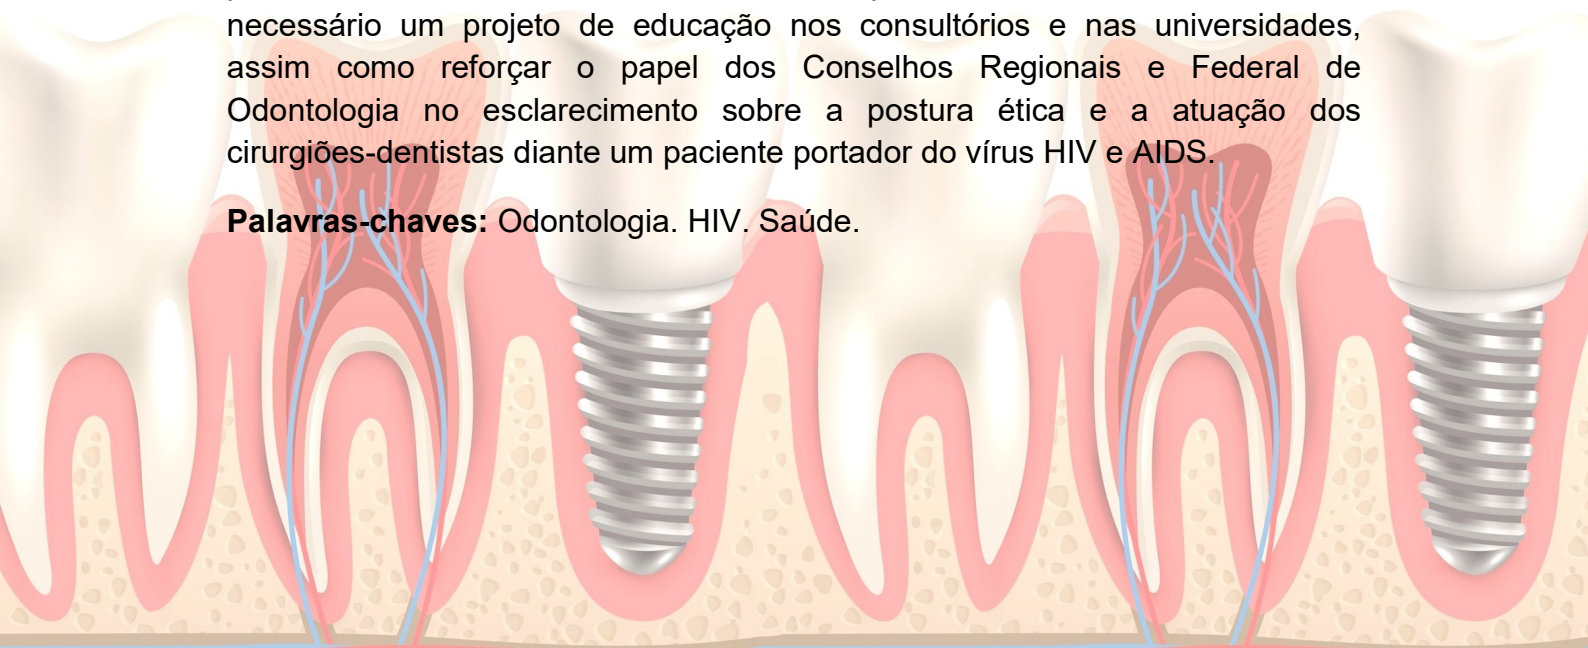 necessário um projeto de educação nos consultórios e nas universidades,
assim como reforçar o papel dos Conselhos Regionais e Federal de
Odontologia no esclarecimento sobre a postura ética e a atuação dos
cirurgiões-dentistas diante um paciente portador do vírus HIV e AIDS.
Palavras-chaves: Odontologia. HIV. Saúde.